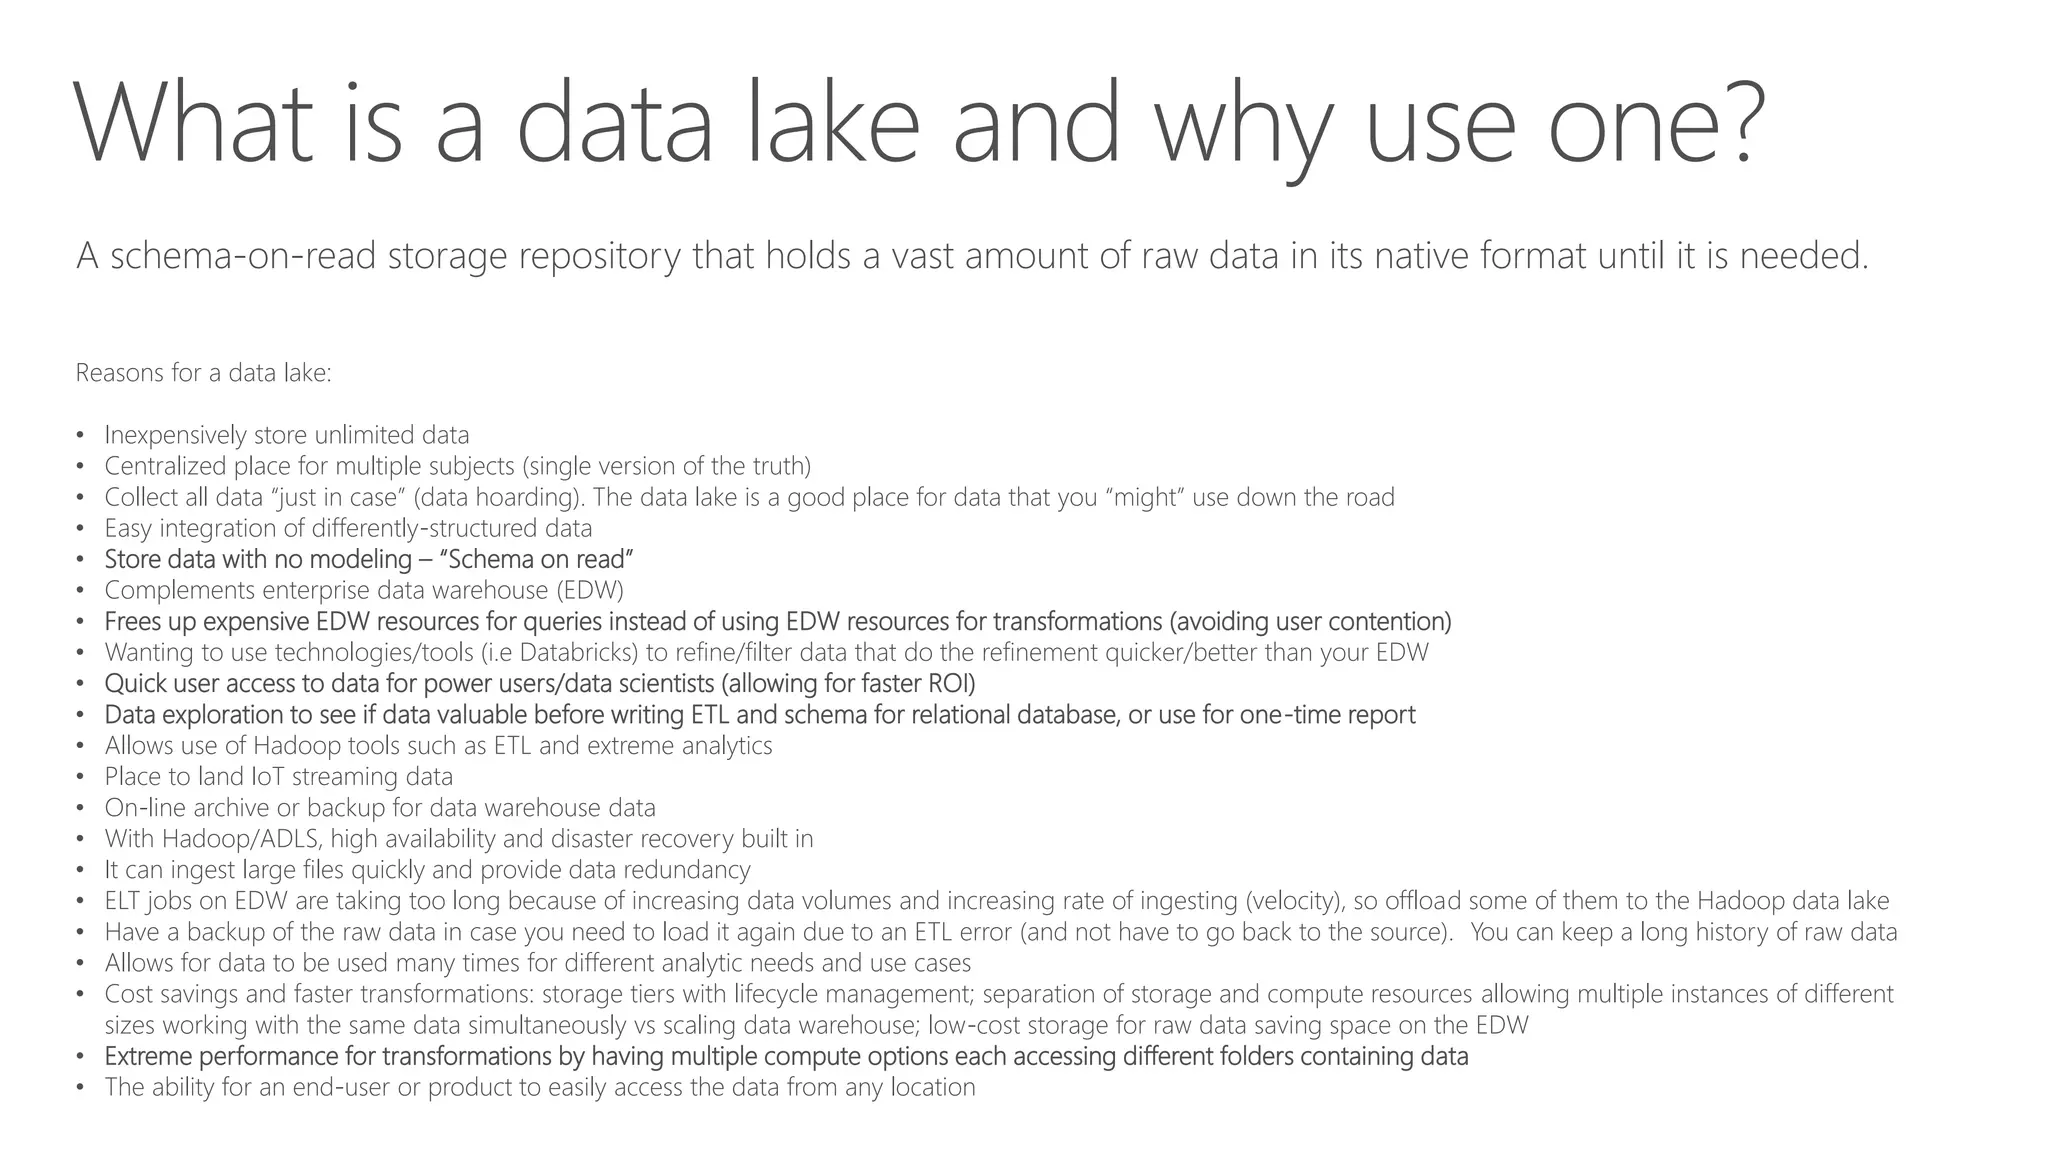 What is a data lake and why use one?
A schema-on-read storage repository that holds a vast amount of raw data in its native format until it is needed.
Reasons for a data lake:
• Inexpensively store unlimited data
• Centralized place for multiple subjects (single version of the truth)
• Collect all data “just in case” (data hoarding). The data lake is a good place for data that you “might” use down the road
• Easy integration of differently-structured data
• Store data with no modeling – “Schema on read”
• Complements enterprise data warehouse (EDW)
• Frees up expensive EDW resources for queries instead of using EDW resources for transformations (avoiding user contention)
• Wanting to use technologies/tools (i.e Databricks) to refine/filter data that do the refinement quicker/better than your EDW
• Quick user access to data for power users/data scientists (allowing for faster ROI)
• Data exploration to see if data valuable before writing ETL and schema for relational database, or use for one-time report
• Allows use of Hadoop tools such as ETL and extreme analytics
• Place to land IoT streaming data
• On-line archive or backup for data warehouse data
• With Hadoop/ADLS, high availability and disaster recovery built in
• It can ingest large files quickly and provide data redundancy
• ELT jobs on EDW are taking too long because of increasing data volumes and increasing rate of ingesting (velocity), so offload some of them to the Hadoop data lake
• Have a backup of the raw data in case you need to load it again due to an ETL error (and not have to go back to the source).  You can keep a long history of raw data
• Allows for data to be used many times for different analytic needs and use cases
• Cost savings and faster transformations: storage tiers with lifecycle management; separation of storage and compute resources allowing multiple instances of different
sizes working with the same data simultaneously vs scaling data warehouse; low-cost storage for raw data saving space on the EDW
• Extreme performance for transformations by having multiple compute options each accessing different folders containing data
• The ability for an end-user or product to easily access the data from any location